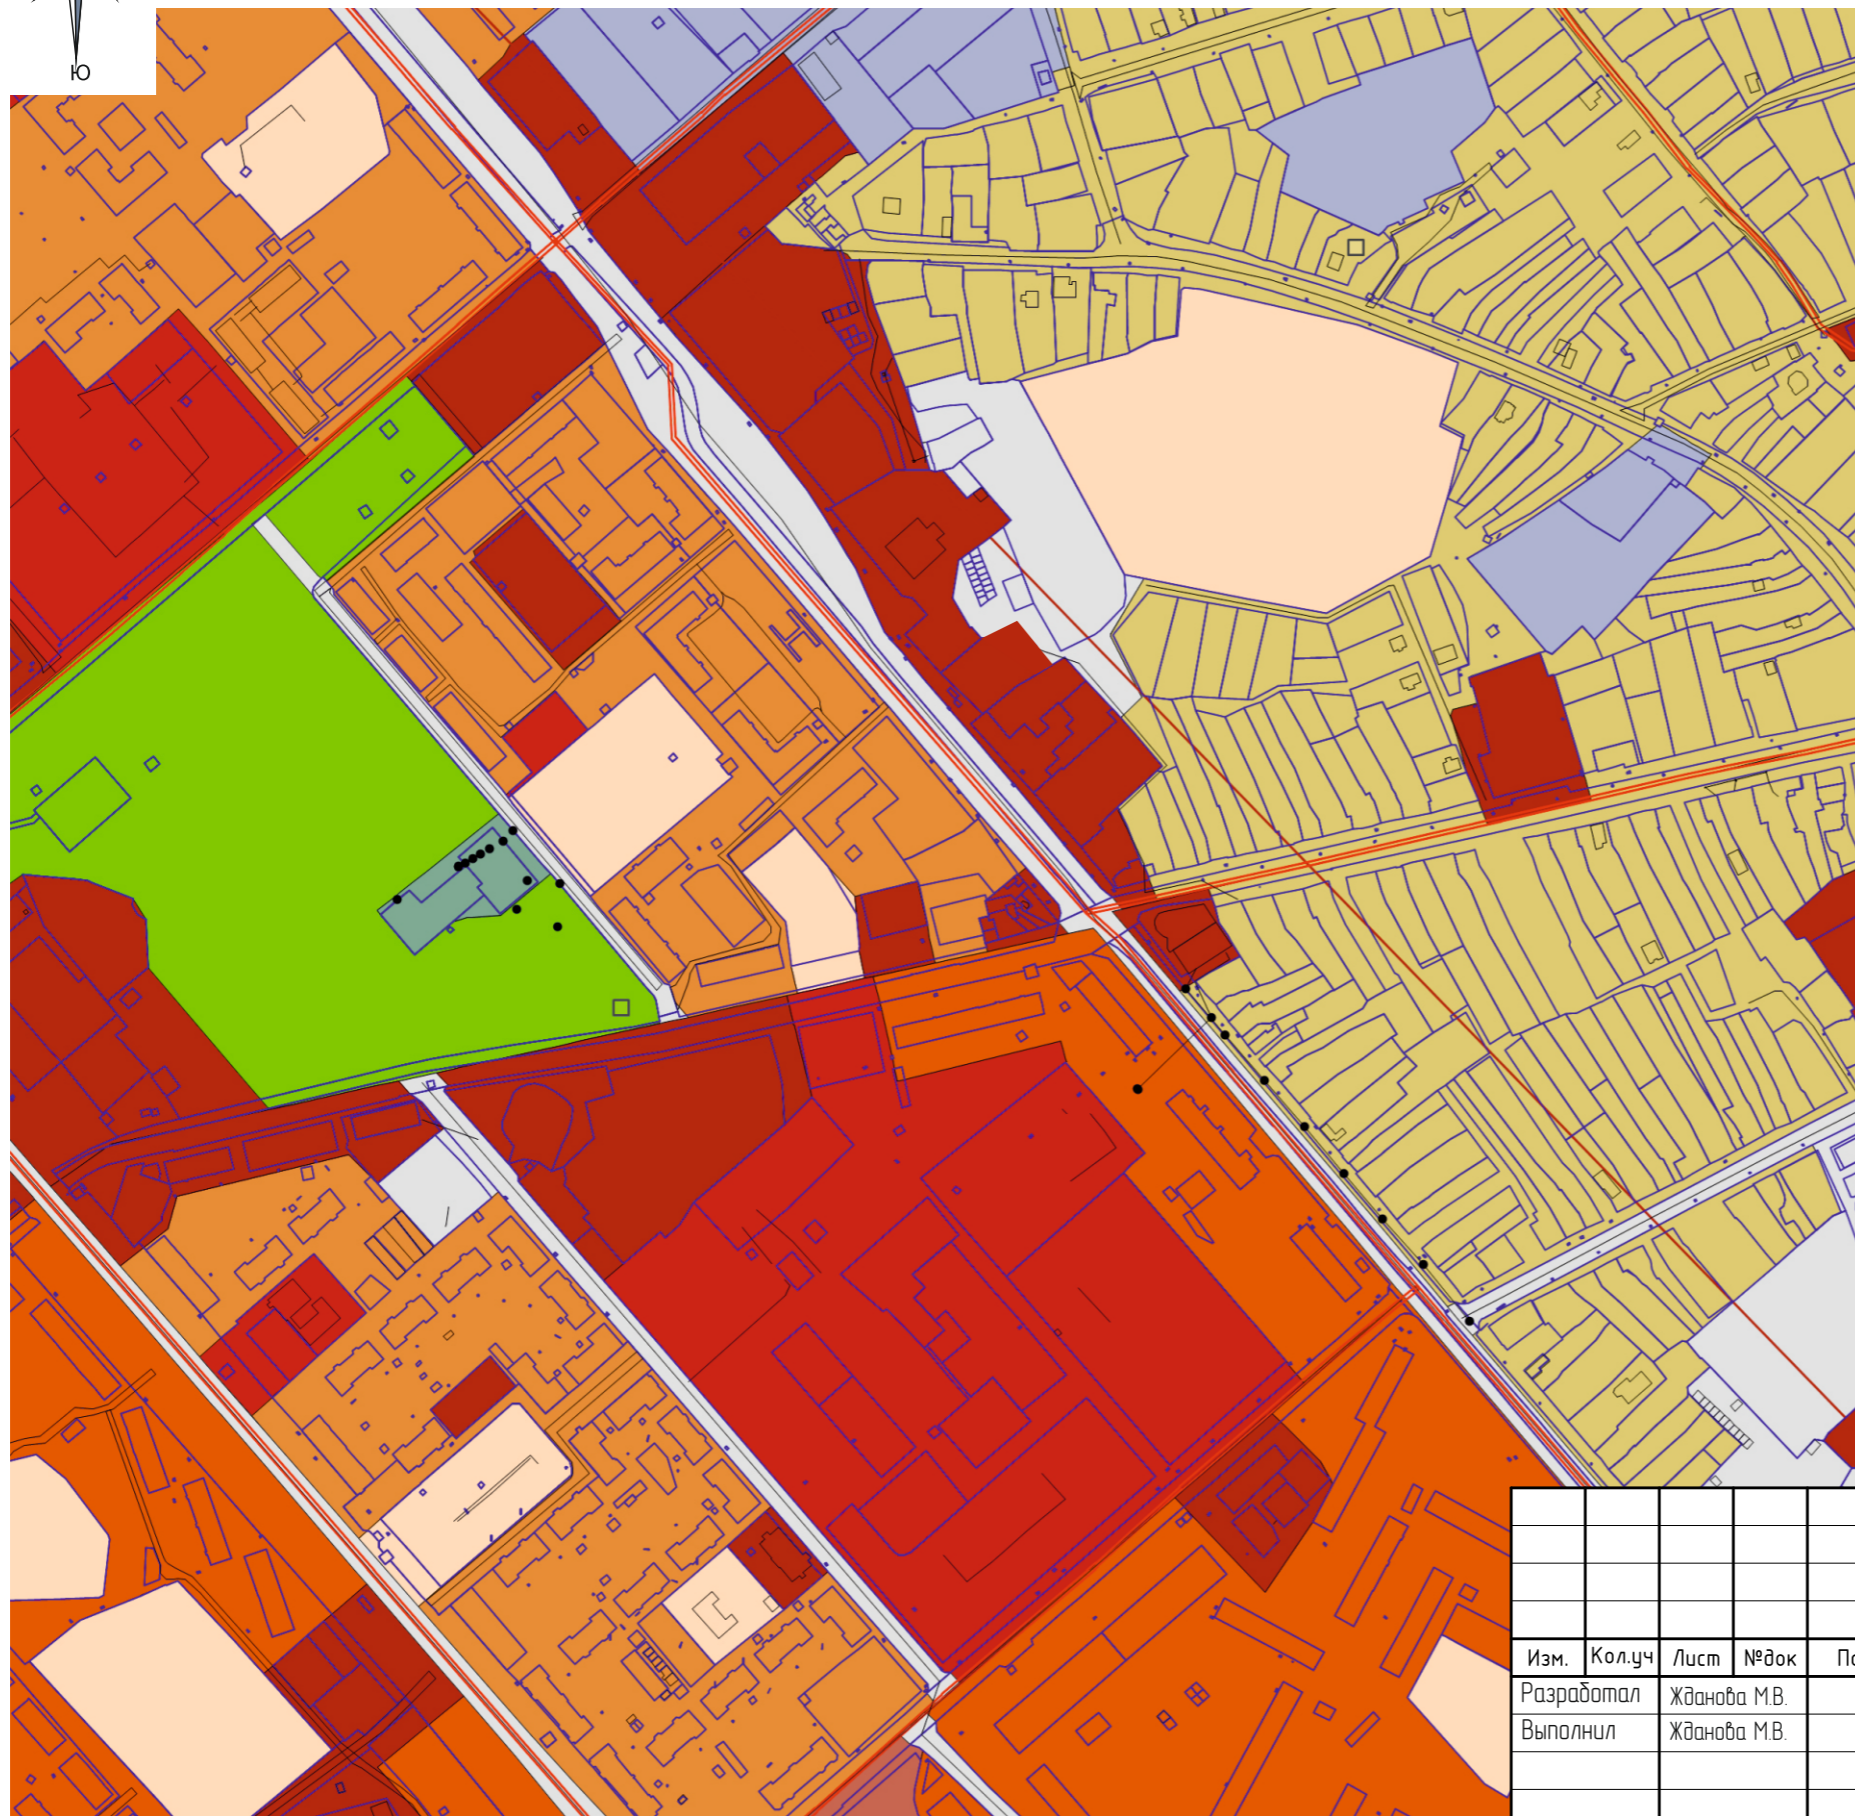 Ю
Изм. Кол.уч Лист №док
Разработал Жданова М.В.
Выполнил Жданова М.В.